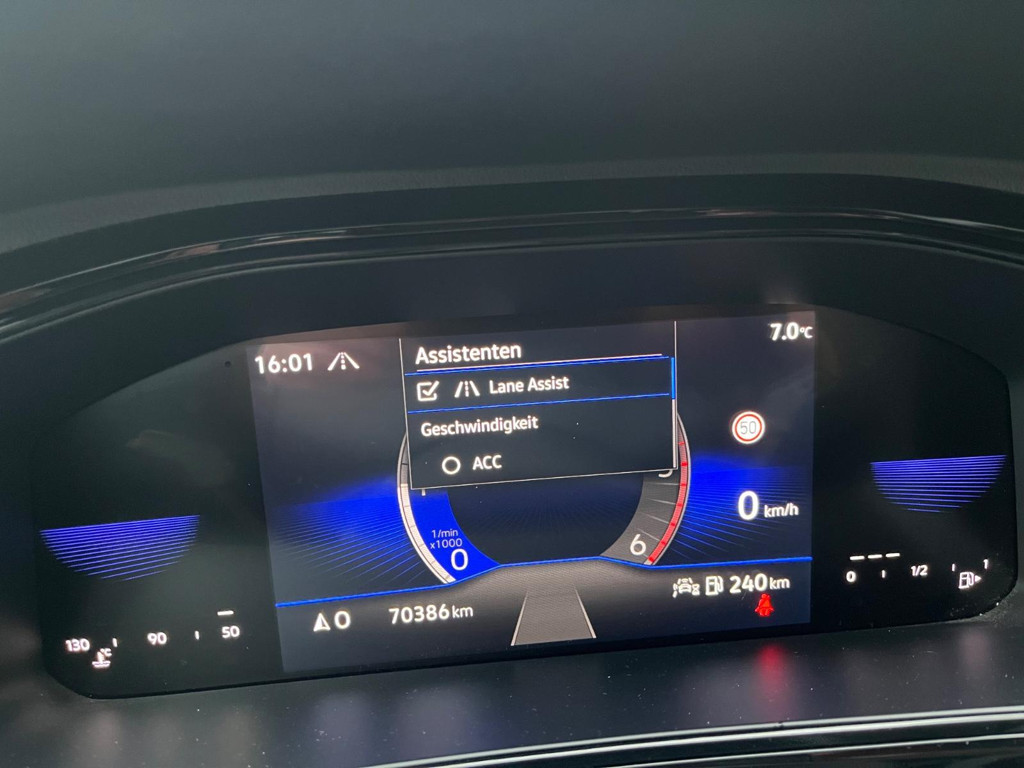 16:01
7.0°C
Assistenten
Lane Assist
Geschwindigkeit
ACC
50
0 km/h
1/min
x1000
0
6
240 km
0
70386 km
130 90 50
°C
0 1/2 1